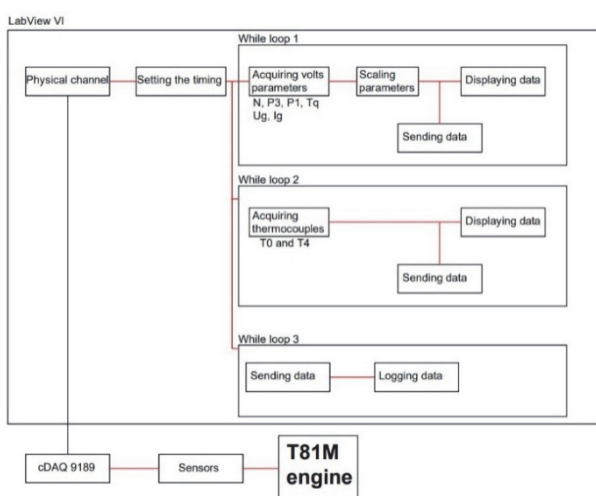 LabView VI
While loop 1
Physical channel
Setting the timing
Acquiring volts
parameters
Scaling
parameters
Displaying data
N, P3, P1, Tq
Ug, Ig
Sending data
While loop 2
Acquiring
thermocouples
Displaying data
T0 and T4
Sending data
While loop 3
Sending data
Logging data
cDAQ 9189
Sensors
T81M
engine